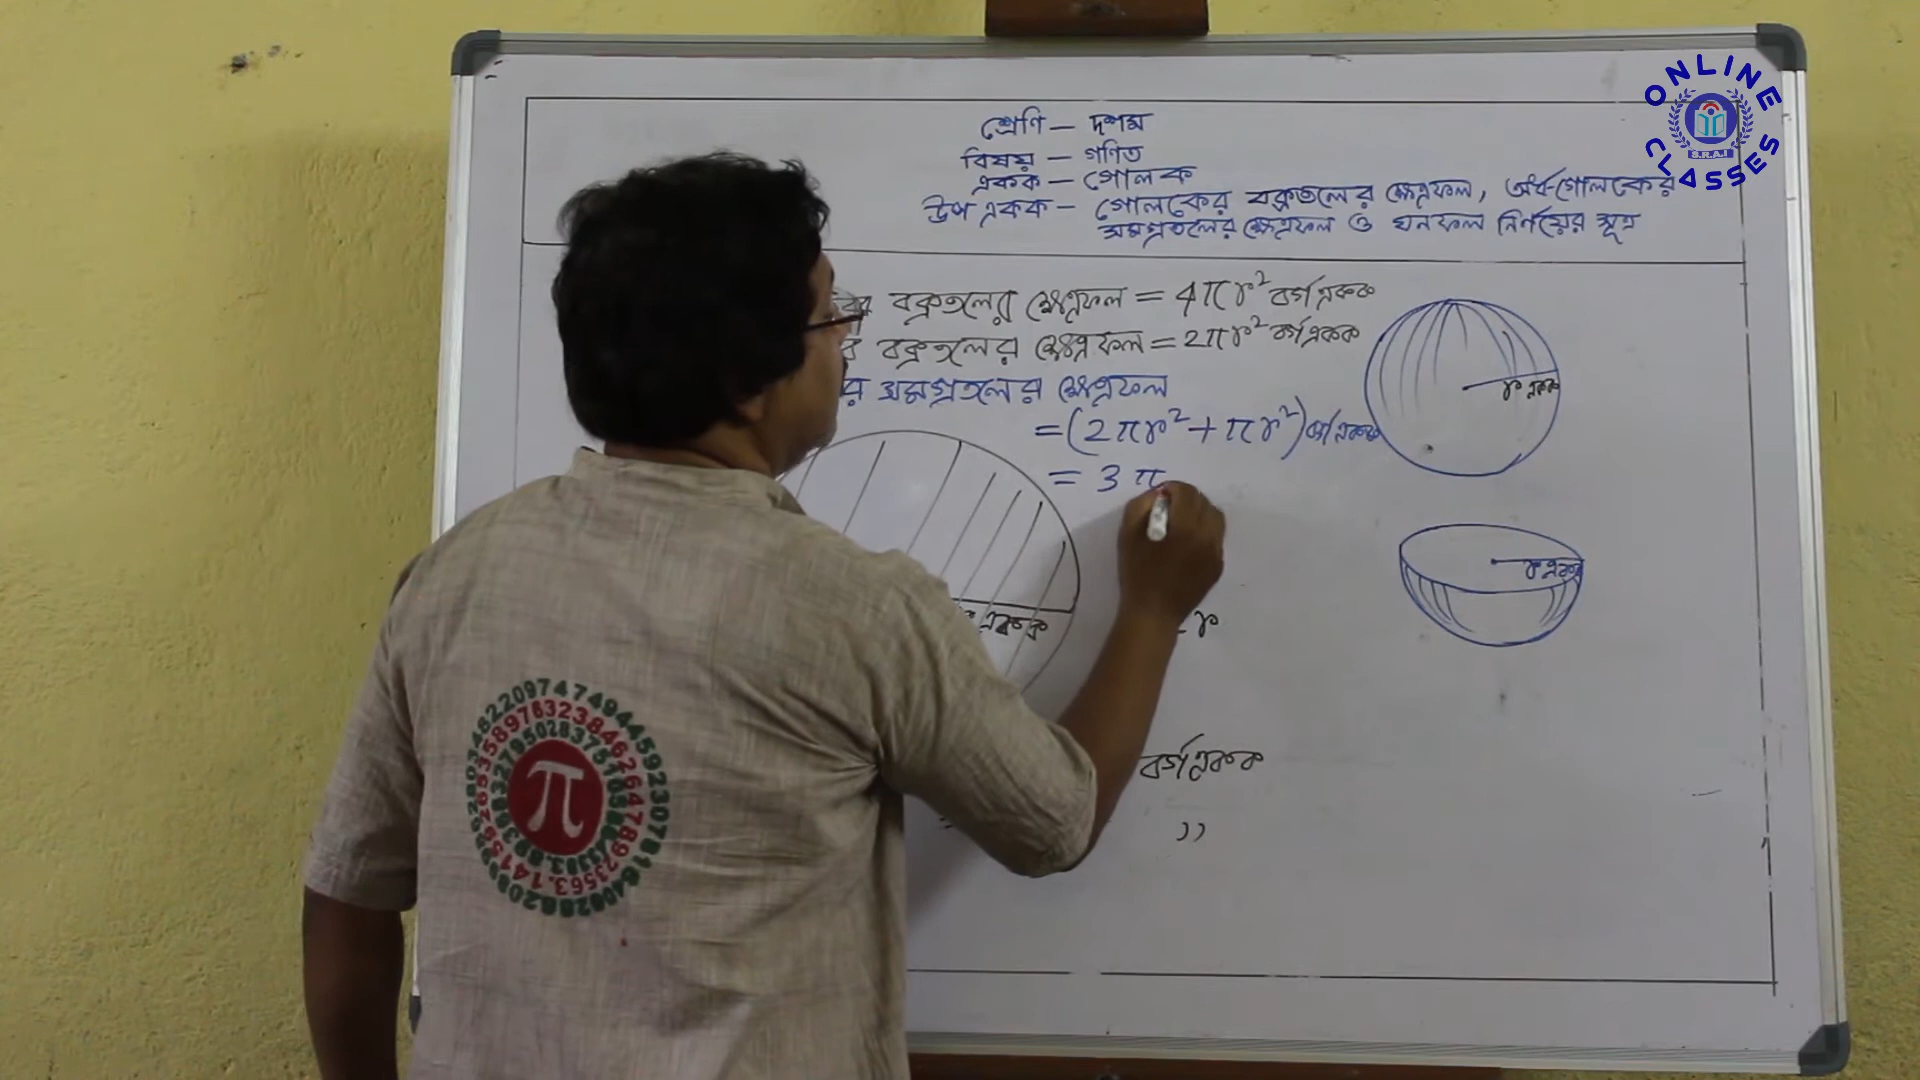 ONLINE CLASSES
S.R.A.I
শ্রেণি — দশম
বিষয় — গণিত
একক — গোলক
উপ একক — গোলকের বক্রতলের ক্ষেত্রফল, অর্ধ-গোলকের
সমগ্রতলের ক্ষেত্রফল ও ঘনফল নির্ণয়ের সূত্র
বক্রতলের ক্ষেত্রফল = 4πr² বর্গ একক
বক্রতলের ক্ষেত্রফল = 2πr² বর্গ একক
র সমগ্রতলের ক্ষেত্রফল
= (2πr² + πr²) বর্গ একক
= 3π
r একক
r একক
একক
r
বর্গ একক
,,
π